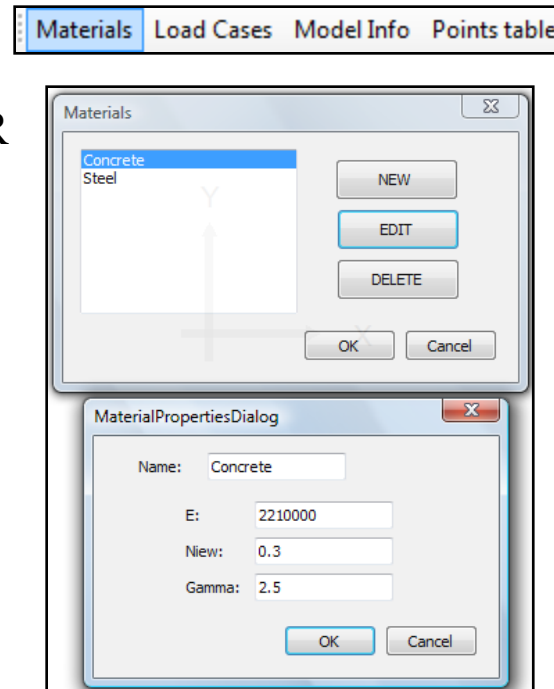 Materials Load Cases Model Info Points table
R
Materials
Concrete
Steel
Y
X
NEW
EDIT
DELETE
OK Cancel
MaterialPropertiesDialog
Name: Concrete
E: 2210000
Niew: 0.3
Gamma: 2.5
OK Cancel